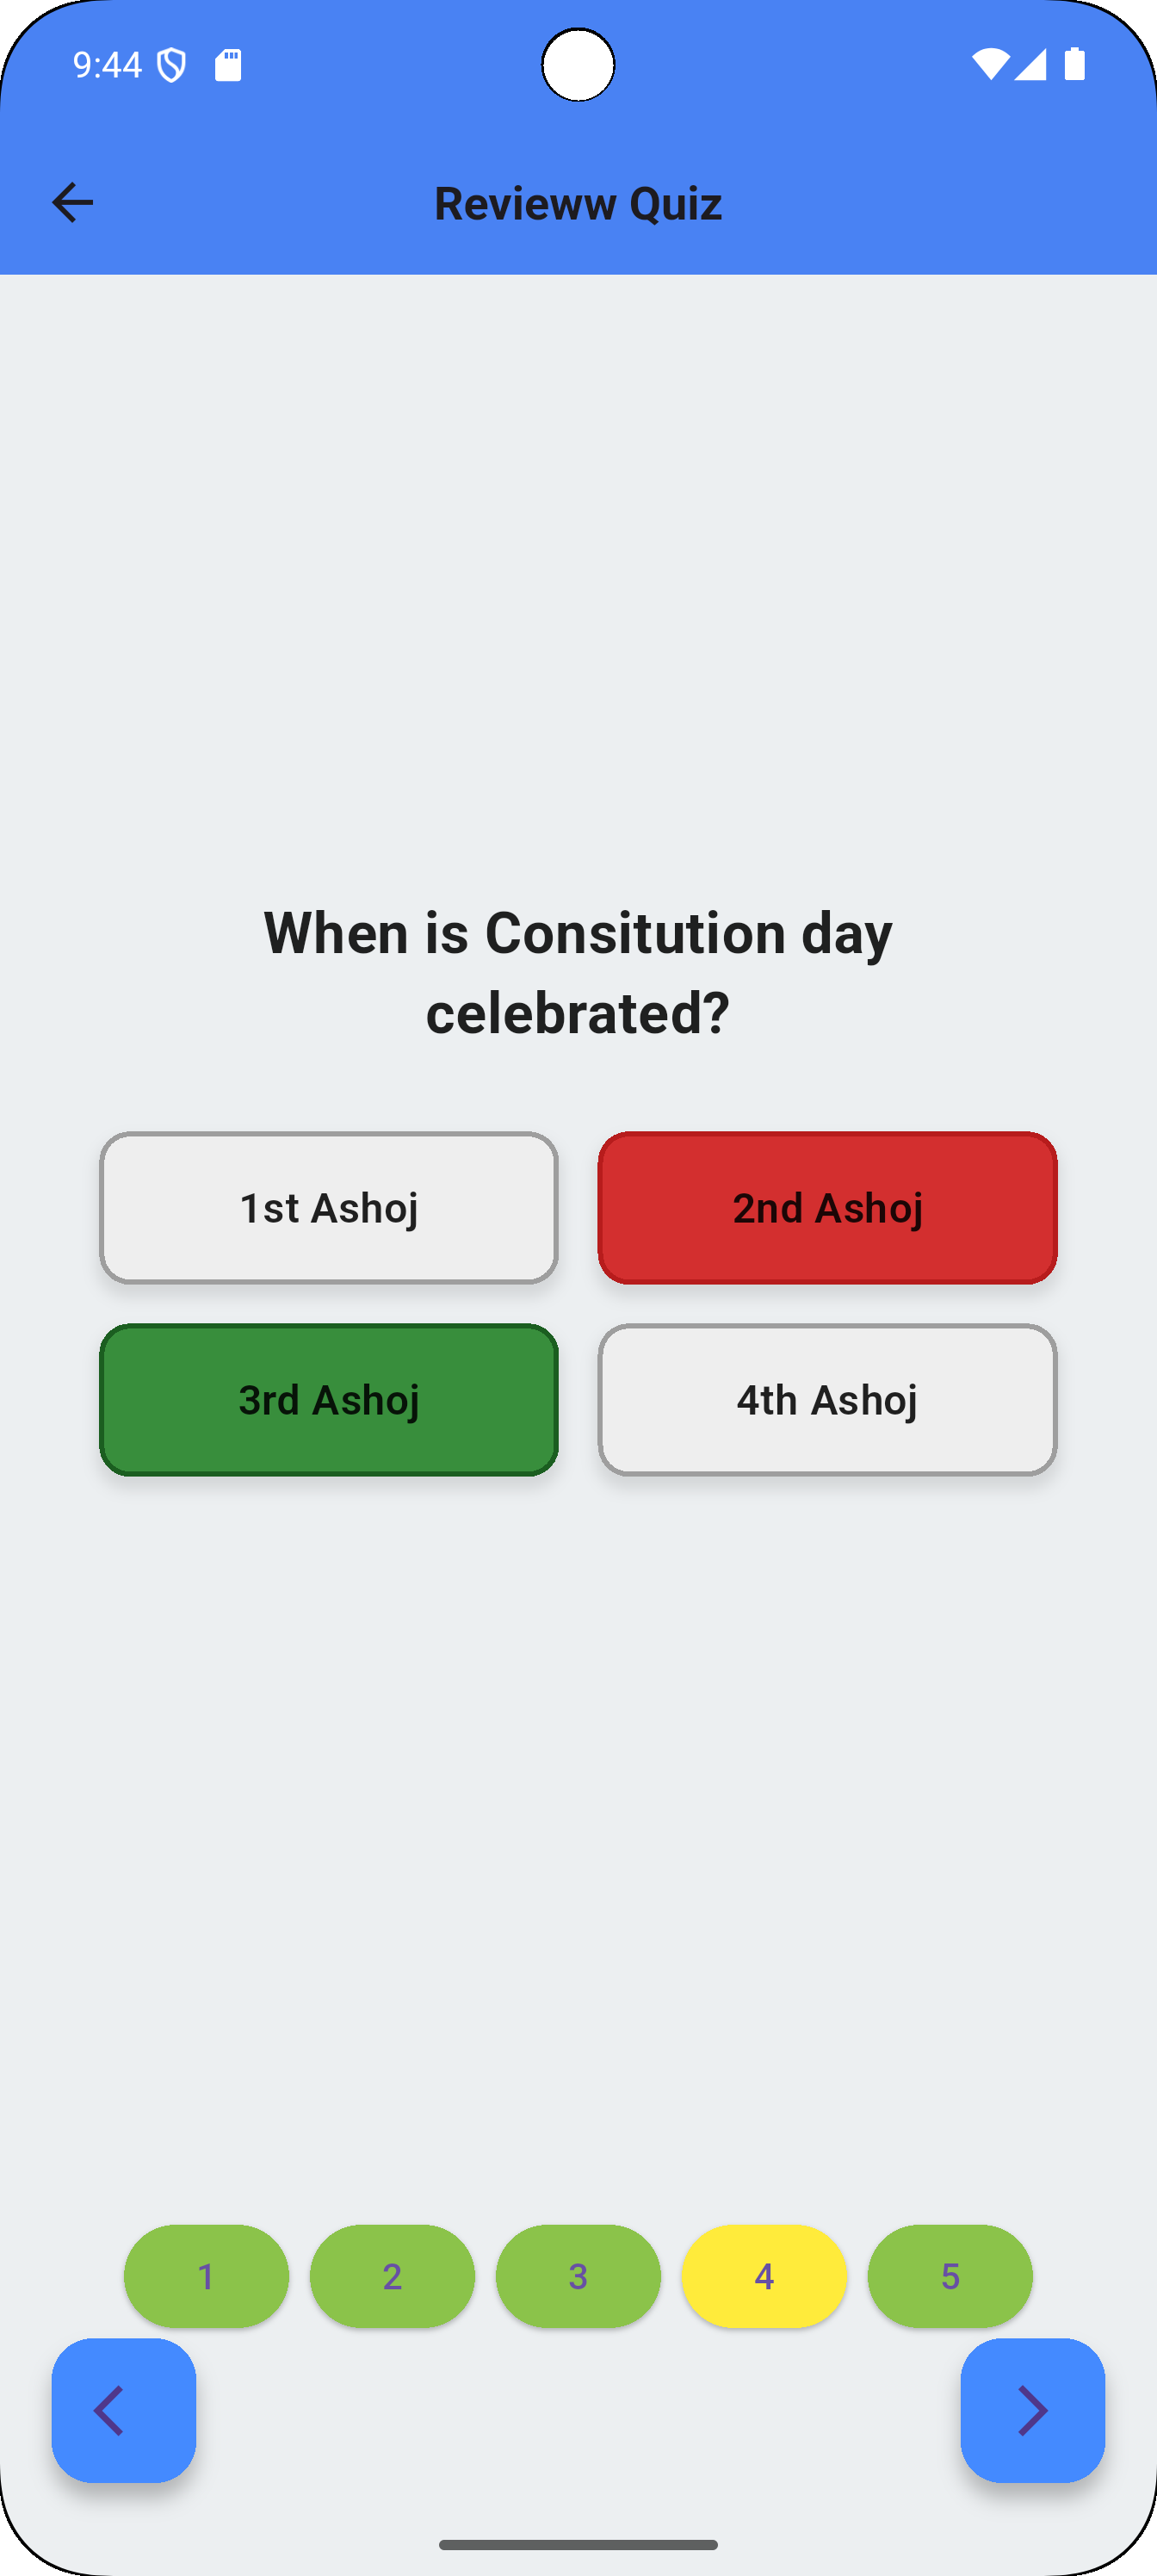 9:44
Revieww Quiz
When is Consitution day
celebrated?
1st Ashoj
2nd Ashoj
3rd Ashoj
4th Ashoj
1
2
3
4
5